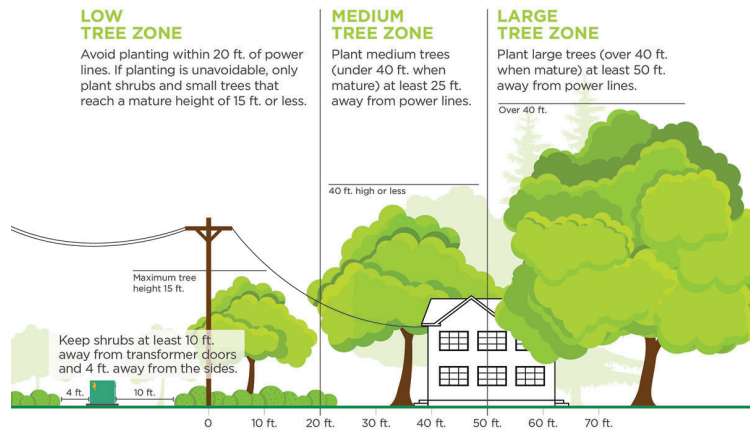 LOW
TREE ZONE
Avoid planting within 20 ft. of power
lines. If planting is unavoidable, only
plant shrubs and small trees that
reach a mature height of 15 ft. or less.
MEDIUM
TREE ZONE
Plant medium trees
(under 40 ft. when
mature) at least 25 ft.
away from power lines.
LARGE
TREE ZONE
Plant large trees (over 40 ft.
when mature) at least 50 ft.
away from power lines.
Over 40 ft.
40 ft. high or less
Maximum tree
height 15 ft.
Keep shrubs at least 10 ft.
away from transformer doors
and 4 ft. away from the sides.
4 ft.
10 ft.
0
10 ft.
20 ft.
30 ft.
40 ft.
50 ft.
60 ft.
70 ft.